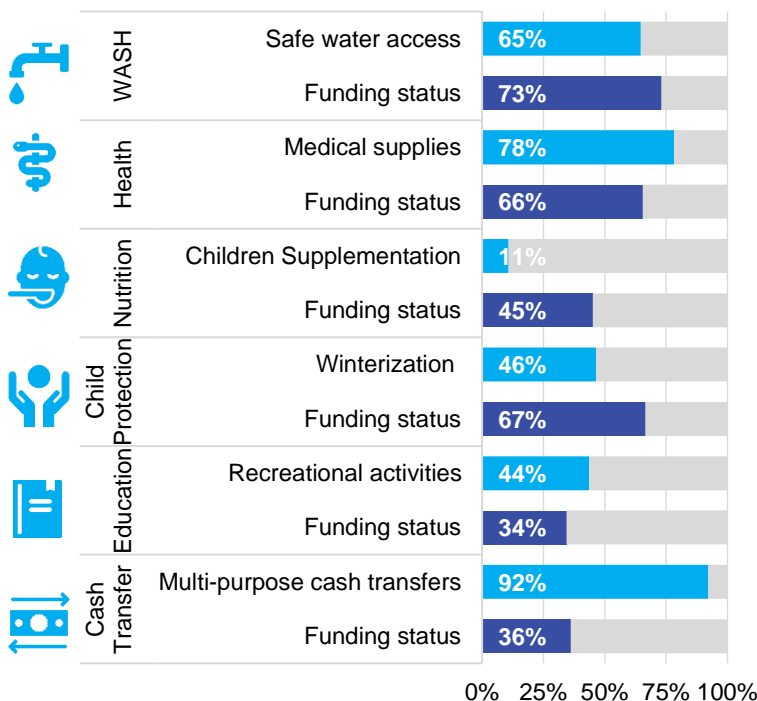 WASH
Safe water access 65%
Funding status 73%
Health
Medical supplies 78%
Funding status 66%
Nutrition
Children Supplementation 11%
Funding status 45%
Child
Protection
Winterization 46%
Funding status 67%
Education
Recreational activities 44%
Funding status 34%
Cash
Transfer
Multi-purpose cash transfers 92%
Funding status 36%
0% 25% 50% 75% 100%